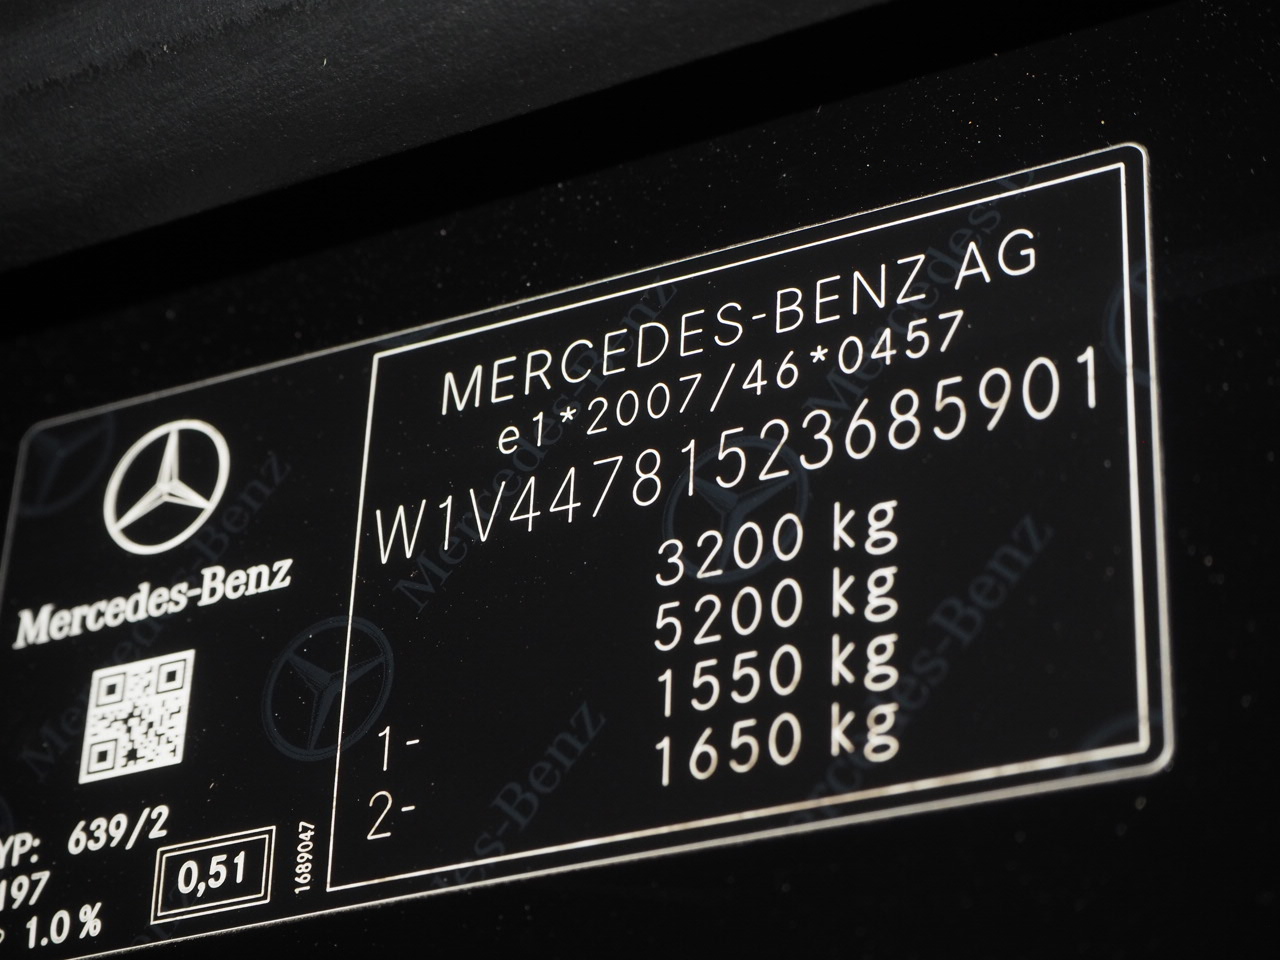 MERCEDES-BENZ AG
e1*2007/46*0457
W1V44781523685901
3200 kg
5200 kg
1- 1550 kg
2- 1650 kg
Mercedes-Benz
YP: 639/2
197
1.0 %
0,51
1689047